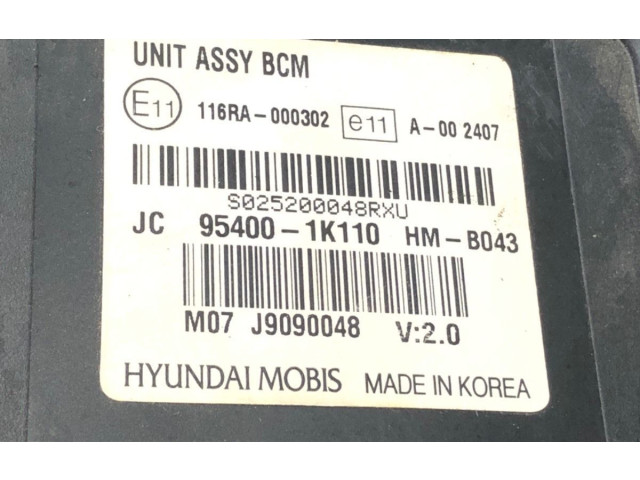 UNIT ASSY BCM
E11 116RA-000302 e11 A-00 2407
S025200048RXU
JC 95400-1K110 HM-B043
M07 J9090048 V:2.0
HYUNDAI MOBIS MADE IN KOREA